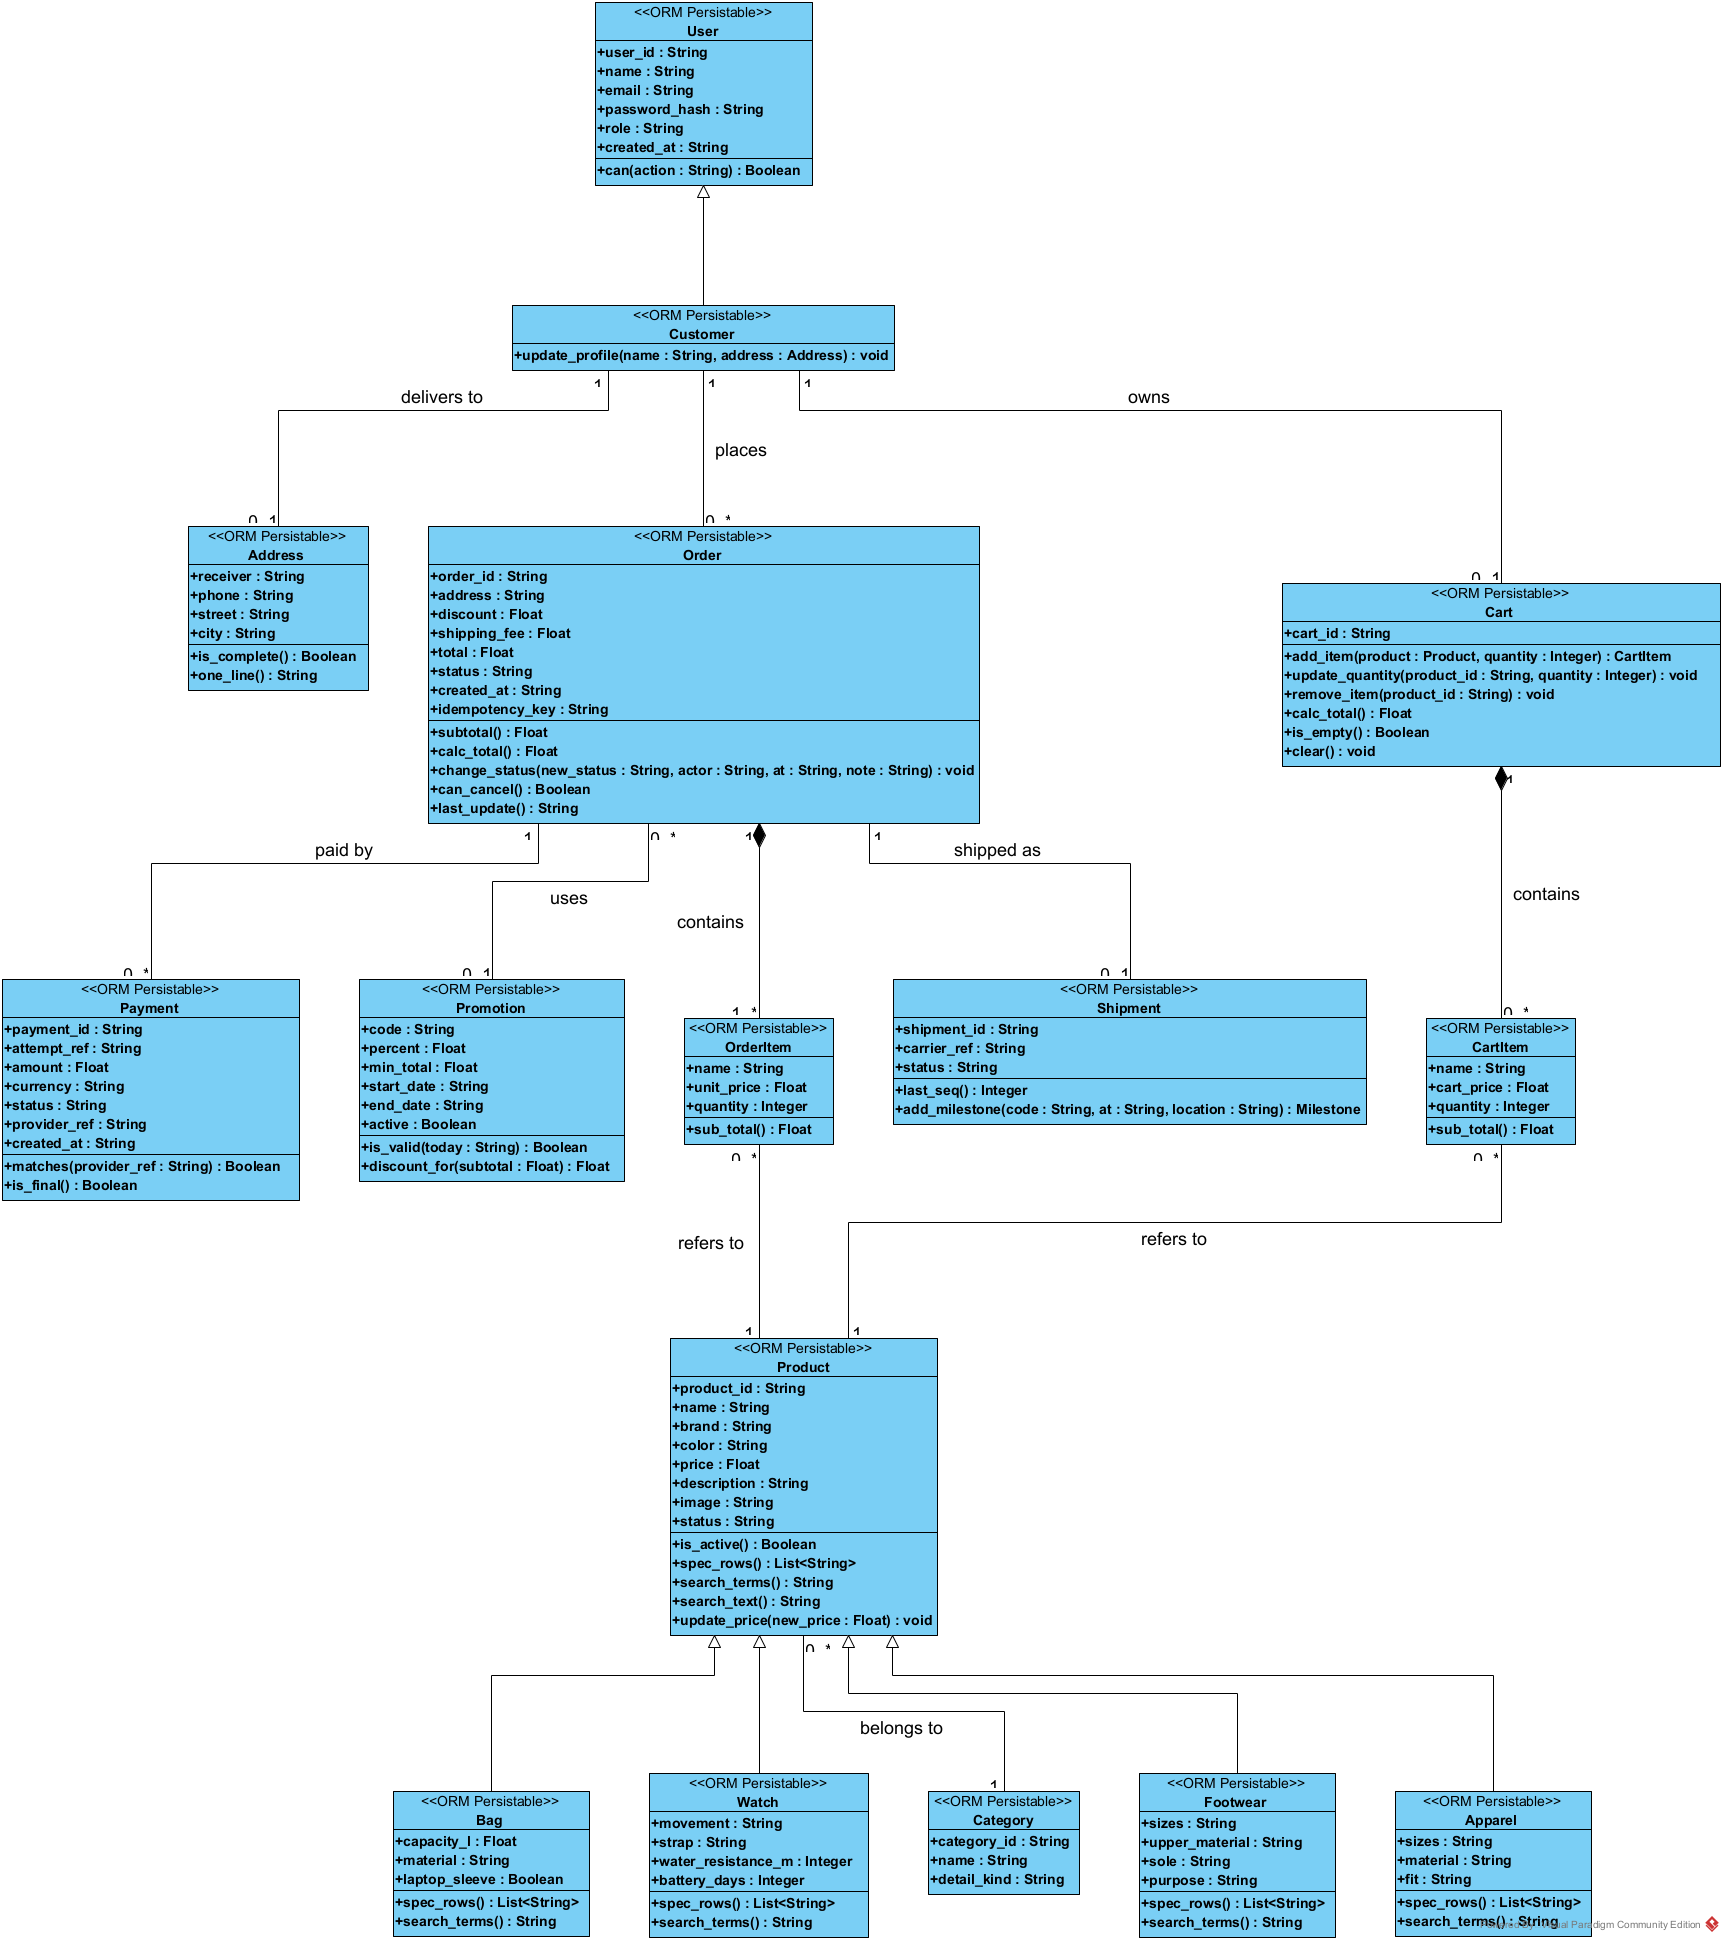 <<ORM Persistable>>
User
+user_id : String
+name : String
+email : String
+password_hash : String
+role : String
+created_at : String
+can(action : String) : Boolean
<<ORM Persistable>>
Customer
+update_profile(name : String, address : Address) : void
1
1
1
delivers to
places
owns
0..1
0..*
0..1
<<ORM Persistable>>
Address
+receiver : String
+phone : String
+street : String
+city : String
+is_complete() : Boolean
+one_line() : String
<<ORM Persistable>>
Order
+order_id : String
+address : String
+discount : Float
+shipping_fee : Float
+total : Float
+status : String
+created_at : String
+idempotency_key : String
+subtotal() : Float
+calc_total() : Float
+change_status(new_status : String, actor : String, at : String, note : String) : void
+can_cancel() : Boolean
+last_update() : String
<<ORM Persistable>>
Cart
+cart_id : String
+add_item(product : Product, quantity : Integer) : CartItem
+update_quantity(product_id : String, quantity : Integer) : void
+remove_item(product_id : String) : void
+calc_total() : Float
+is_empty() : Boolean
+clear() : void
1
0..*
1
1
1
paid by
uses
contains
shipped as
contains
0..*
0..1
1..*
0..1
0..*
<<ORM Persistable>>
Payment
+payment_id : String
+attempt_ref : String
+amount : Float
+currency : String
+status : String
+provider_ref : String
+created_at : String
+matches(provider_ref : String) : Boolean
+is_final() : Boolean
<<ORM Persistable>>
Promotion
+code : String
+percent : Float
+min_total : Float
+start_date : String
+end_date : String
+active : Boolean
+is_valid(today : String) : Boolean
+discount_for(subtotal : Float) : Float
<<ORM Persistable>>
OrderItem
+name : String
+unit_price : Float
+quantity : Integer
+sub_total() : Float
<<ORM Persistable>>
Shipment
+shipment_id : String
+carrier_ref : String
+status : String
+last_seq() : Integer
+add_milestone(code : String, at : String, location : String) : Milestone
<<ORM Persistable>>
CartItem
+name : String
+cart_price : Float
+quantity : Integer
+sub_total() : Float
0..*
0..*
refers to
refers to
1
1
<<ORM Persistable>>
Product
+product_id : String
+name : String
+brand : String
+color : String
+price : Float
+description : String
+image : String
+status : String
+is_active() : Boolean
+spec_rows() : List<String>
+search_terms() : String
+search_text() : String
+update_price(new_price : Float) : void
0..*
belongs to
1
<<ORM Persistable>>
Bag
+capacity_l : Float
+material : String
+laptop_sleeve : Boolean
+spec_rows() : List<String>
+search_terms() : String
<<ORM Persistable>>
Watch
+movement : String
+strap : String
+water_resistance_m : Integer
+battery_days : Integer
+spec_rows() : List<String>
+search_terms() : String
<<ORM Persistable>>
Category
+category_id : String
+name : String
+detail_kind : String
<<ORM Persistable>>
Footwear
+sizes : String
+upper_material : String
+sole : String
+purpose : String
+spec_rows() : List<String>
+search_terms() : String
<<ORM Persistable>>
Apparel
+sizes : String
+material : String
+fit : String
+spec_rows() : List<String>
+search_terms() : String
Powered By Visual Paradigm Community Edition